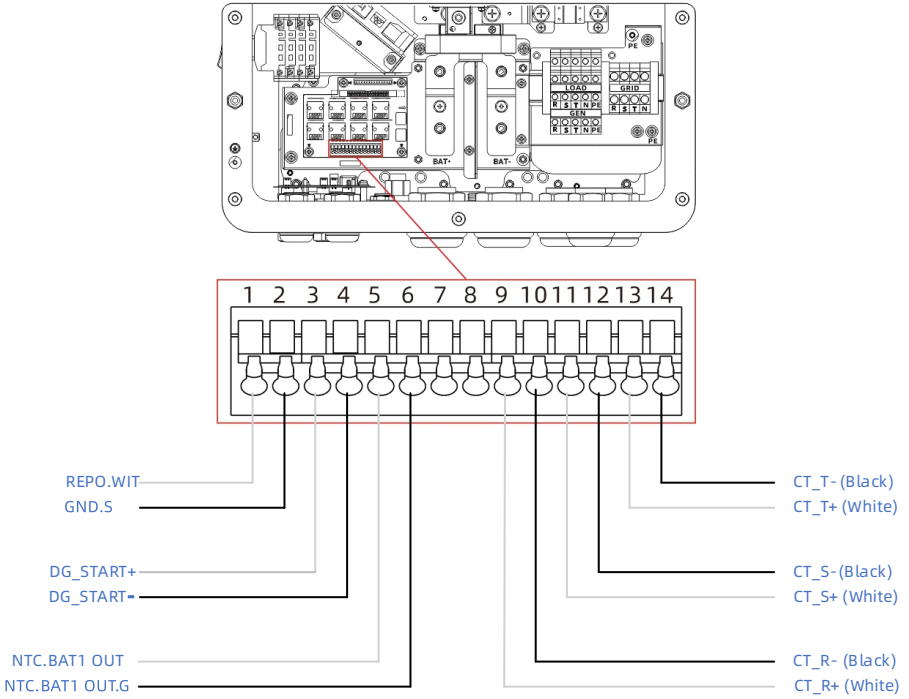 PE
LOAD
GRID
R S T N PE
R S T N
GEN
R S T N PE
PE
BAT+
BAT-
1 2 3 4 5 6 7 8 9 10 11 12 13 14
REPO.WIT
CT_T- (Black)
GND.S
CT_T+ (White)
DG_START+
CT_S-(Black)
DG_START-
CT_S+ (White)
NTC.BAT1 OUT
CT_R- (Black)
NTC.BAT1 OUT.G
CT_R+ (White)